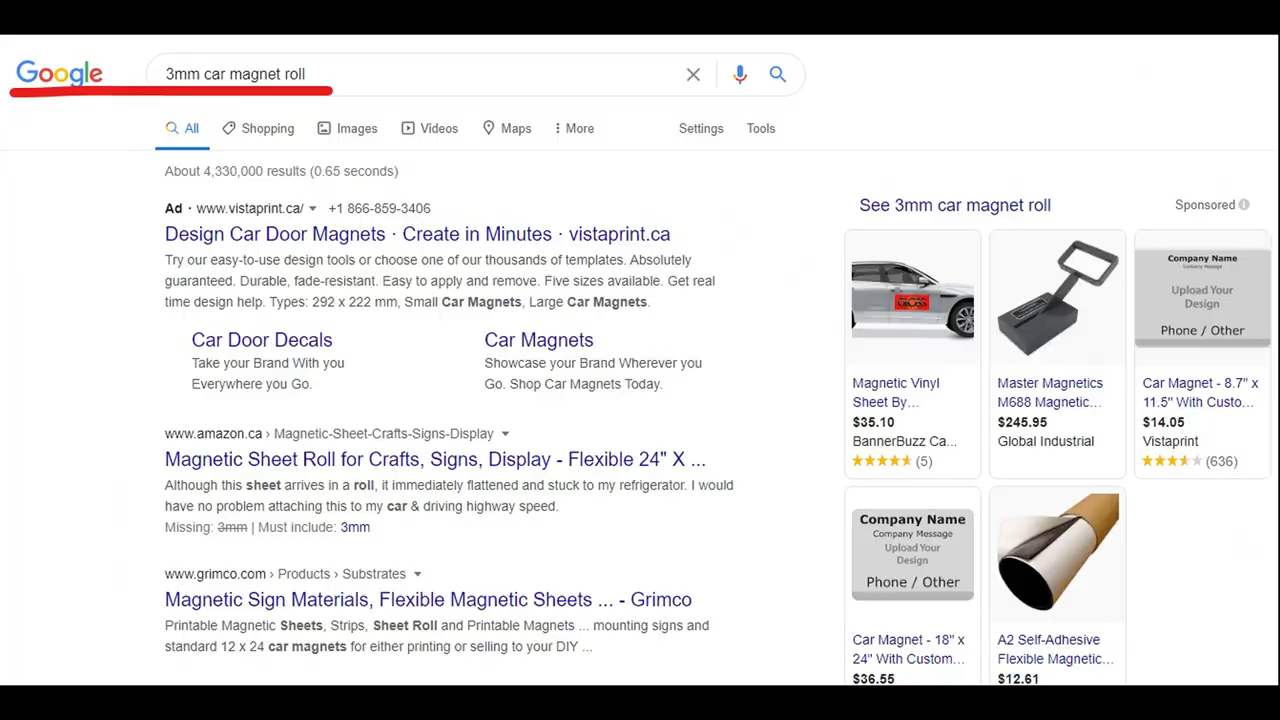 Google
3mm car magnet roll
All
Shopping
Images
Videos
Maps
More
Settings
Tools
About 4,330,000 results (0.65 seconds)
Ad · www.vistaprint.ca/ +1 866-859-3406
Design Car Door Magnets · Create in Minutes · vistaprint.ca
Try our easy-to-use design tools or choose one of our thousands of templates. Absolutely
guaranteed. Durable, fade-resistant. Easy to apply and remove. Five sizes available. Get real
time design help. Types: 292 x 222 mm, Small Car Magnets, Large Car Magnets.
Car Door Decals
Take your Brand With you
Everywhere you Go.
Car Magnets
Showcase your Brand Wherever you
Go. Shop Car Magnets Today.
www.amazon.ca › Magnetic-Sheet-Crafts-Signs-Display
Magnetic Sheet Roll for Crafts, Signs, Display - Flexible 24" X ...
Although this sheet arrives in a roll, it immediately flattened and stuck to my refrigerator. I would
have no problem attaching this to my car & driving highway speed.
Missing: 3mm | Must include: 3mm
www.grimco.com › Products › Substrates
Magnetic Sign Materials, Flexible Magnetic Sheets ... - Grimco
Printable Magnetic Sheets, Strips, Sheet Roll and Printable Magnets ... mounting signs and
standard 12 x 24 car magnets for either printing or selling to your DIY ...
See 3mm car magnet roll
Sponsored
GLOSS
Magnetic Vinyl
Sheet By…
$35.10
BannerBuzz Ca...
(5)
Master Magnetics
M688 Magnetic…
$245.95
Global Industrial
Company Name
Company Message
Upload Your
Design
Phone / Other
Car Magnet - 8.7" x
11.5" With Custo…
$14.05
Vistaprint
(636)
Company Name
Company Message
Upload Your
Design
Phone / Other
Car Magnet - 18" x
24" With Custom…
$36.55
A2 Self-Adhesive
Flexible Magnetic…
$12.61